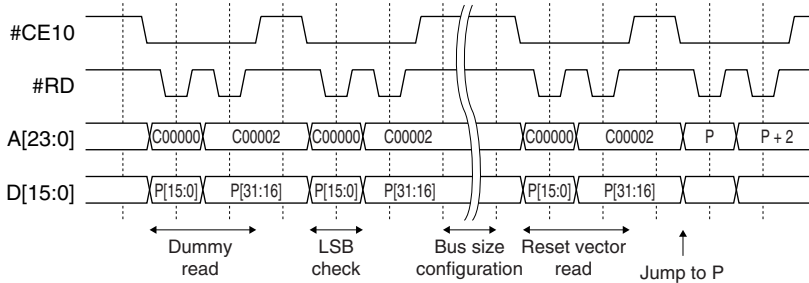 #CE10
#RD
A[23:0] C00000 C00002 C00000 C00002 C00000 C00002 P P + 2
D[15:0] P[15:0] P[31:16] P[15:0] P[31:16] P[15:0] P[31:16]
Dummy read
LSB check
Bus size configuration
Reset vector read
Jump to P